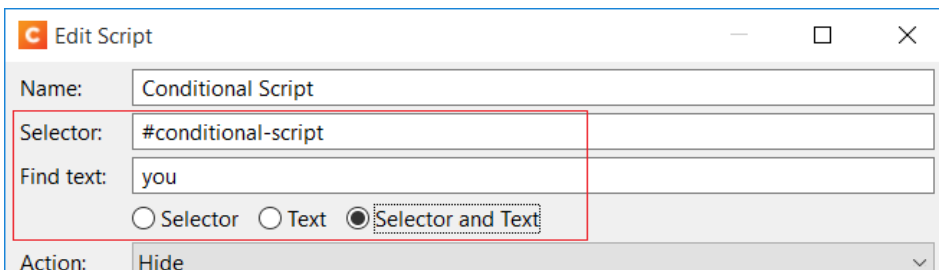 C Edit Script
Name: Conditional Script
Selector: #conditional-script
Find text: you
Selector Text Selector and Text
Action: Hide